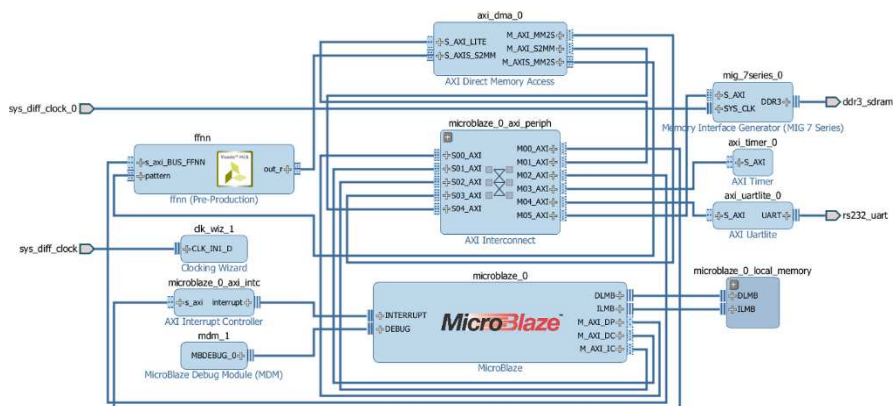 axi_dma_0
S_AXI_LITE
S_AXIS_S2MM
M_AXI_MM2S
M_AXI_S2MM
M_AXIS_MM2S
AXI Direct Memory Access
sys_diff_clock_0
mig_7series_0
S_AXI
SYS_CLK
DDR3
Memory Interface Generator (MIG 7 Series)
ddr3_sdram
ffnn
s_axi_BUS_FFNN
pattern
out_r
ffnn (Pre-Production)
microblaze_0_axi_periph
S00_AXI
S01_AXI
S02_AXI
S03_AXI
S04_AXI
M00_AXI
M01_AXI
M02_AXI
M03_AXI
M04_AXI
M05_AXI
AXI Interconnect
axi_timer_0
S_AXI
AXI Timer
axi_uartlite_0
S_AXI
UART
AXI Uartlite
rs232_uart
sys_diff_clock
clk_wiz_1
CLK_IN1_D
Clocking Wizard
microblaze_0_axi_intc
s_axi
interrupt
AXI Interrupt Controller
mdm_1
MBDEBUG_0
MicroBlaze Debug Module (MDM)
microblaze_0
INTERRUPT
DEBUG
MicroBlaze™
DLMB
ILMB
M_AXI_DP
M_AXI_DC
M_AXI_IC
MicroBlaze
microblaze_0_local_memory
DLMB
ILMB